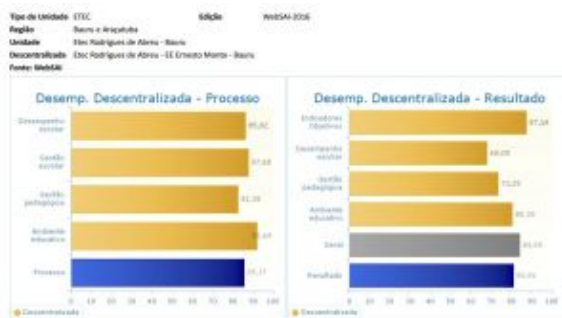 Tipo de Unidade ETEC Edição WebSAI-2016
Região Bauru e Araçatuba
Unidade Etec Rodrigues de Abreu - Bauru
Descentralizada Etec Rodrigues de Abreu - EE Ernesto Monte - Bauru
Fonte: WebSAI
Desemp. Descentralizada - Processo
Desempenho escolar
Gestão escolar
Gestão pedagógica
Ambiente educativo
Processo
0 10 20 30 40 50 60 70 80 90 100
Descentralizada
Desemp. Descentralizada - Resultado
Indicadores Objetivos
Desempenho escolar
Gestão pedagógica
Ambiente educativo
Geral
Resultado
0 10 20 30 40 50 60 70 80 90 100
Descentralizada